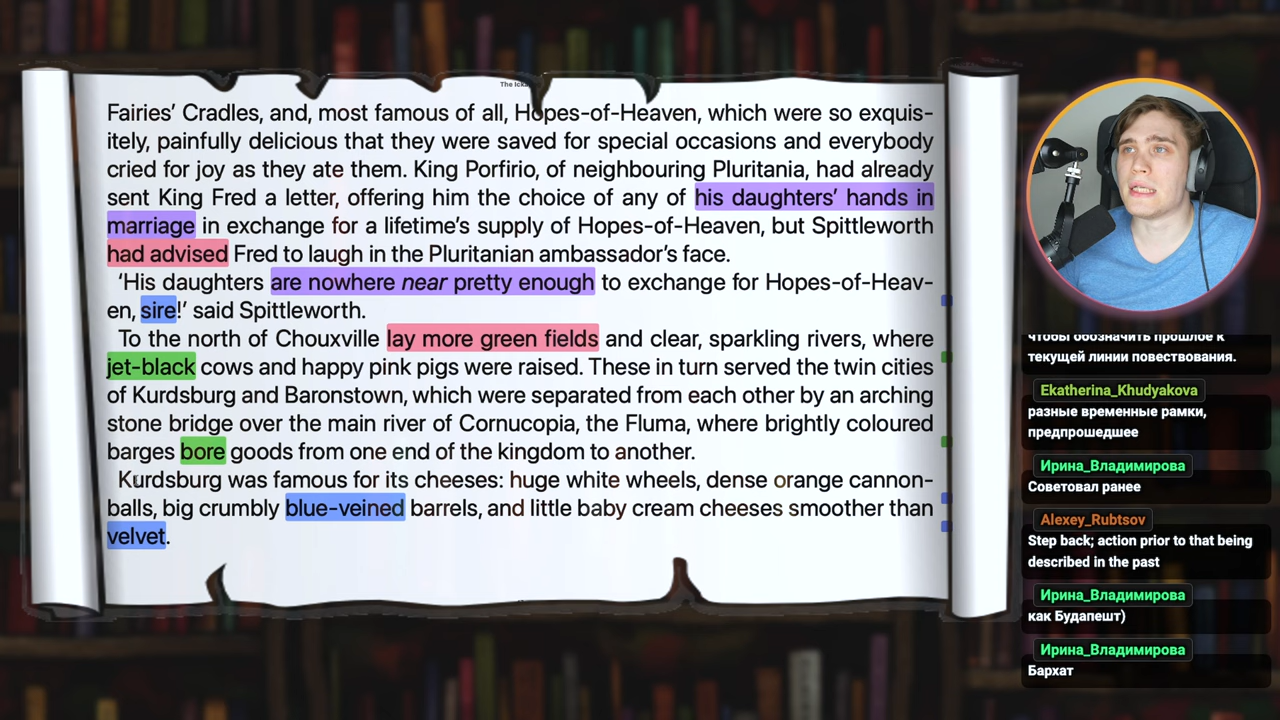 The Icka
Fairies’ Cradles, and, most famous of all, Hopes-of-Heaven, which were so exquis-
itely, painfully delicious that they were saved for special occasions and everybody
cried for joy as they ate them. King Porfirio, of neighbouring Pluritania, had already
sent King Fred a letter, offering him the choice of any of his daughters’ hands in
marriage in exchange for a lifetime’s supply of Hopes-of-Heaven, but Spittleworth
had advised Fred to laugh in the Pluritanian ambassador’s face.
‘His daughters are nowhere near pretty enough to exchange for Hopes-of-Heav-
en, sire!’ said Spittleworth.
To the north of Chouxville lay more green fields and clear, sparkling rivers, where
jet-black cows and happy pink pigs were raised. These in turn served the twin cities
of Kurdsburg and Baronstown, which were separated from each other by an arching
stone bridge over the main river of Cornucopia, the Fluma, where brightly coloured
barges bore goods from one end of the kingdom to another.
Kurdsburg was famous for its cheeses: huge white wheels, dense orange cannon-
balls, big crumbly blue-veined barrels, and little baby cream cheeses smoother than
velvet.
чтобы обозначить прошлое к
текущей линии повествования.
Ekatherina_Khudyakova
разные временные рамки,
предпрошедшее
Ирина_Владимирова
Советовал ранее
Alexey_Rubtsov
Step back; action prior to that being
described in the past
Ирина_Владимирова
как Будапешт)
Ирина_Владимирова
Бархат